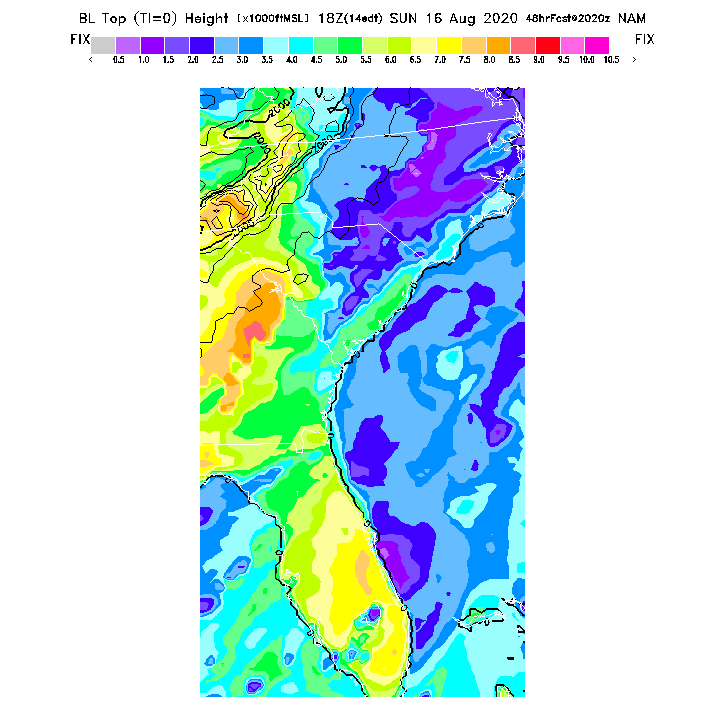 BL Top (TI=0) Height [x1000ftMSL] 18Z(14edt) SUN 16 Aug 2020 48hrFcst@2020z NAM
FIX FIX
< 0.5 1.0 1.5 2.0 2.5 3.0 3.5 4.0 4.5 5.0 5.5 6.0 6.5 7.0 7.5 8.0 8.5 9.0 9.5 10.0 10.5 >
2000